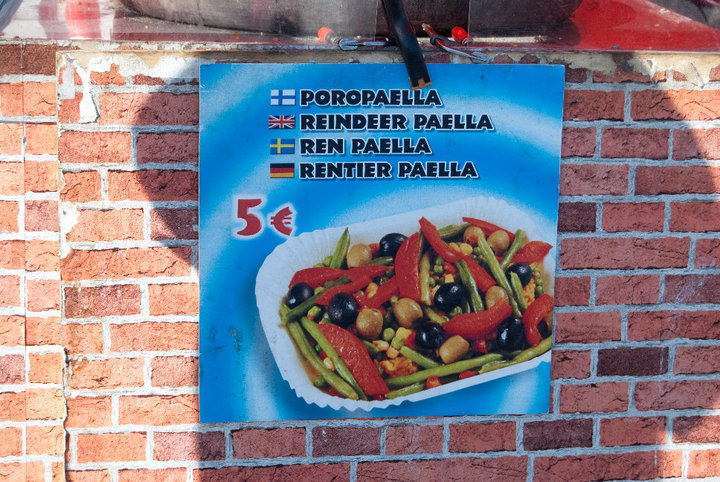 POROPAELLA
REINDEER PAELLA
REN PAELLA
RENTIER PAELLA
5€